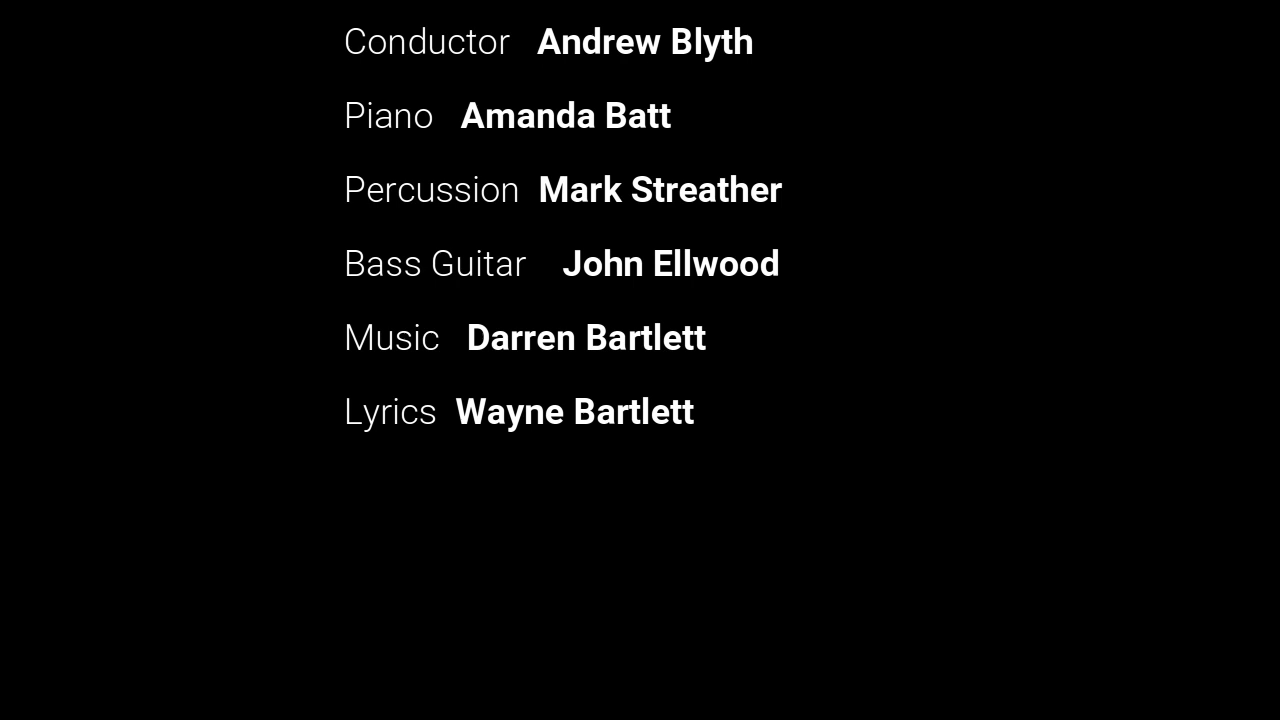 Conductor Andrew Blyth
Piano Amanda Batt
Percussion Mark Streather
Bass Guitar John Ellwood
Music Darren Bartlett
Lyrics Wayne Bartlett